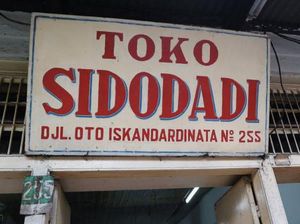 TOKO
SIDODADI
DJL. OTO ISKANDARDINATA Nº 255